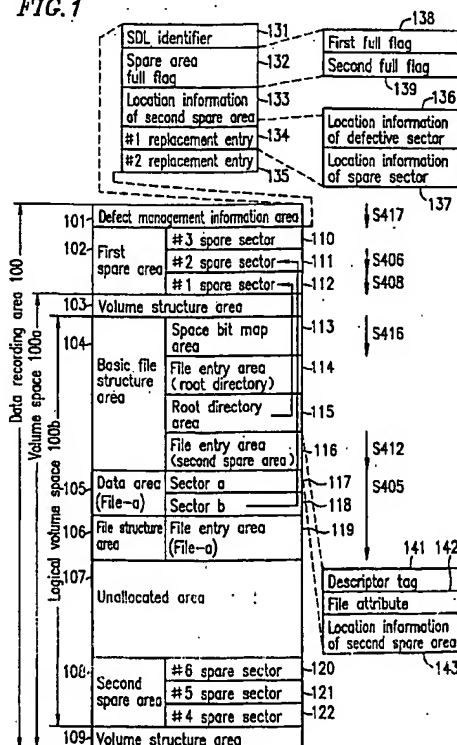 FIG. 1
SDL identifier
131
Spare area
full flag
132
Location information
of second spare area
133
#1 replacement entry
134
#2 replacement entry
135
138
First full flag
Second full flag
139
136
Location information
of defective sector
Location information
of spare sector
137
Data recording area 100
Volume space 100a
Logical volume space 100b
101
Defect management information area
S417
102
First
spare area
#3 spare sector
110
#2 spare sector
111
S406
#1 spare sector
112
S408
103
Volume structure area
104
Basic file
structure
area
Space bit map
area
113
S416
File entry area
(root directory)
114
Root directory
area
115
File entry area
(second spare area)
116
S412
105
Data area
(File-a)
Sector a
117
Sector b
118
S405
106
File structure
area
File entry area
(File-a)
119
107
Unallocated area
141
142
Descriptor tag
File attribute
Location information
of second spare area
143
108
Second
spare area
#6 spare sector
120
#5 spare sector
121
#4 spare sector
122
109
Volume structure area